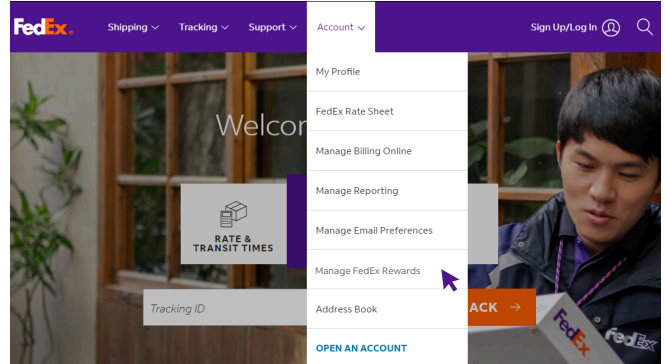 FedEx®
Shipping
Tracking
Support
Account
Sign Up/Log In
My Profile
FedEx Rate Sheet
Manage Billing Online
Manage Reporting
Manage Email Preferences
Manage FedEx Rewards
Address Book
OPEN AN ACCOUNT
Welcom
RATE &
TRANSIT TIMES
Tracking ID
ACK →
FedEx
FedEx